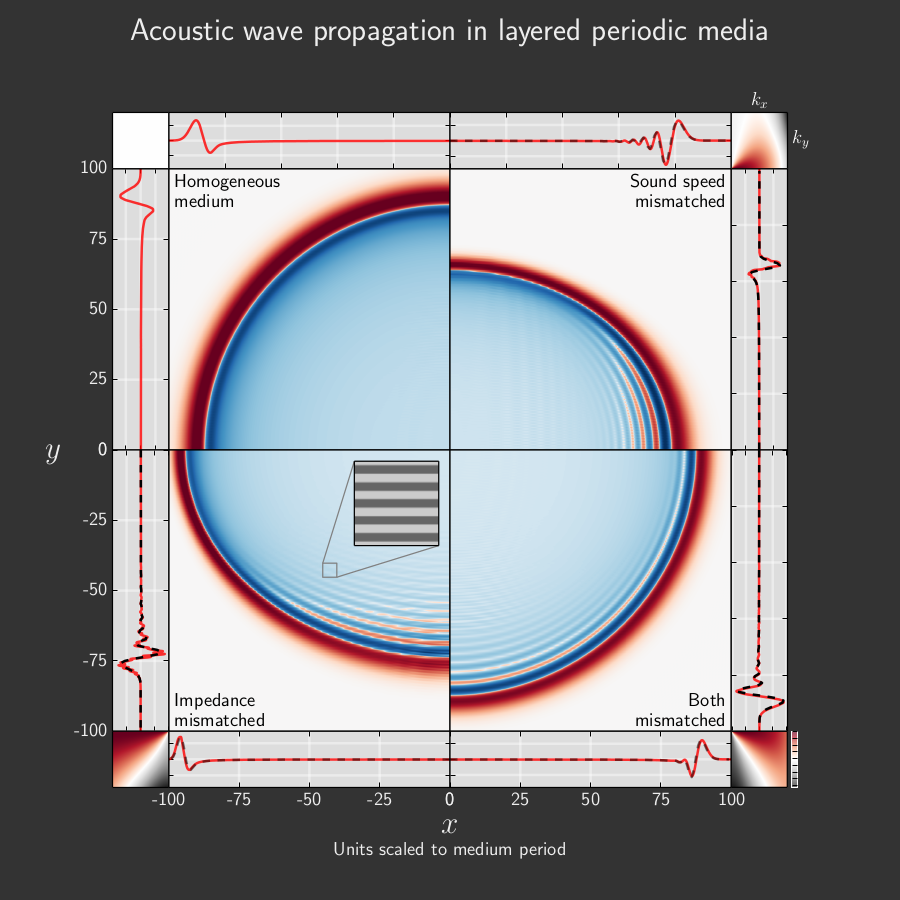 Acoustic wave propagation in layered periodic media
k_x
k_y
100
Homogeneous
medium
Sound speed
mismatched
75
50
25
y
0
-25
-50
-75
Impedance
mismatched
Both
mismatched
-100
-100 -75 -50 -25 0 25 50 75 100
x
Units scaled to medium period